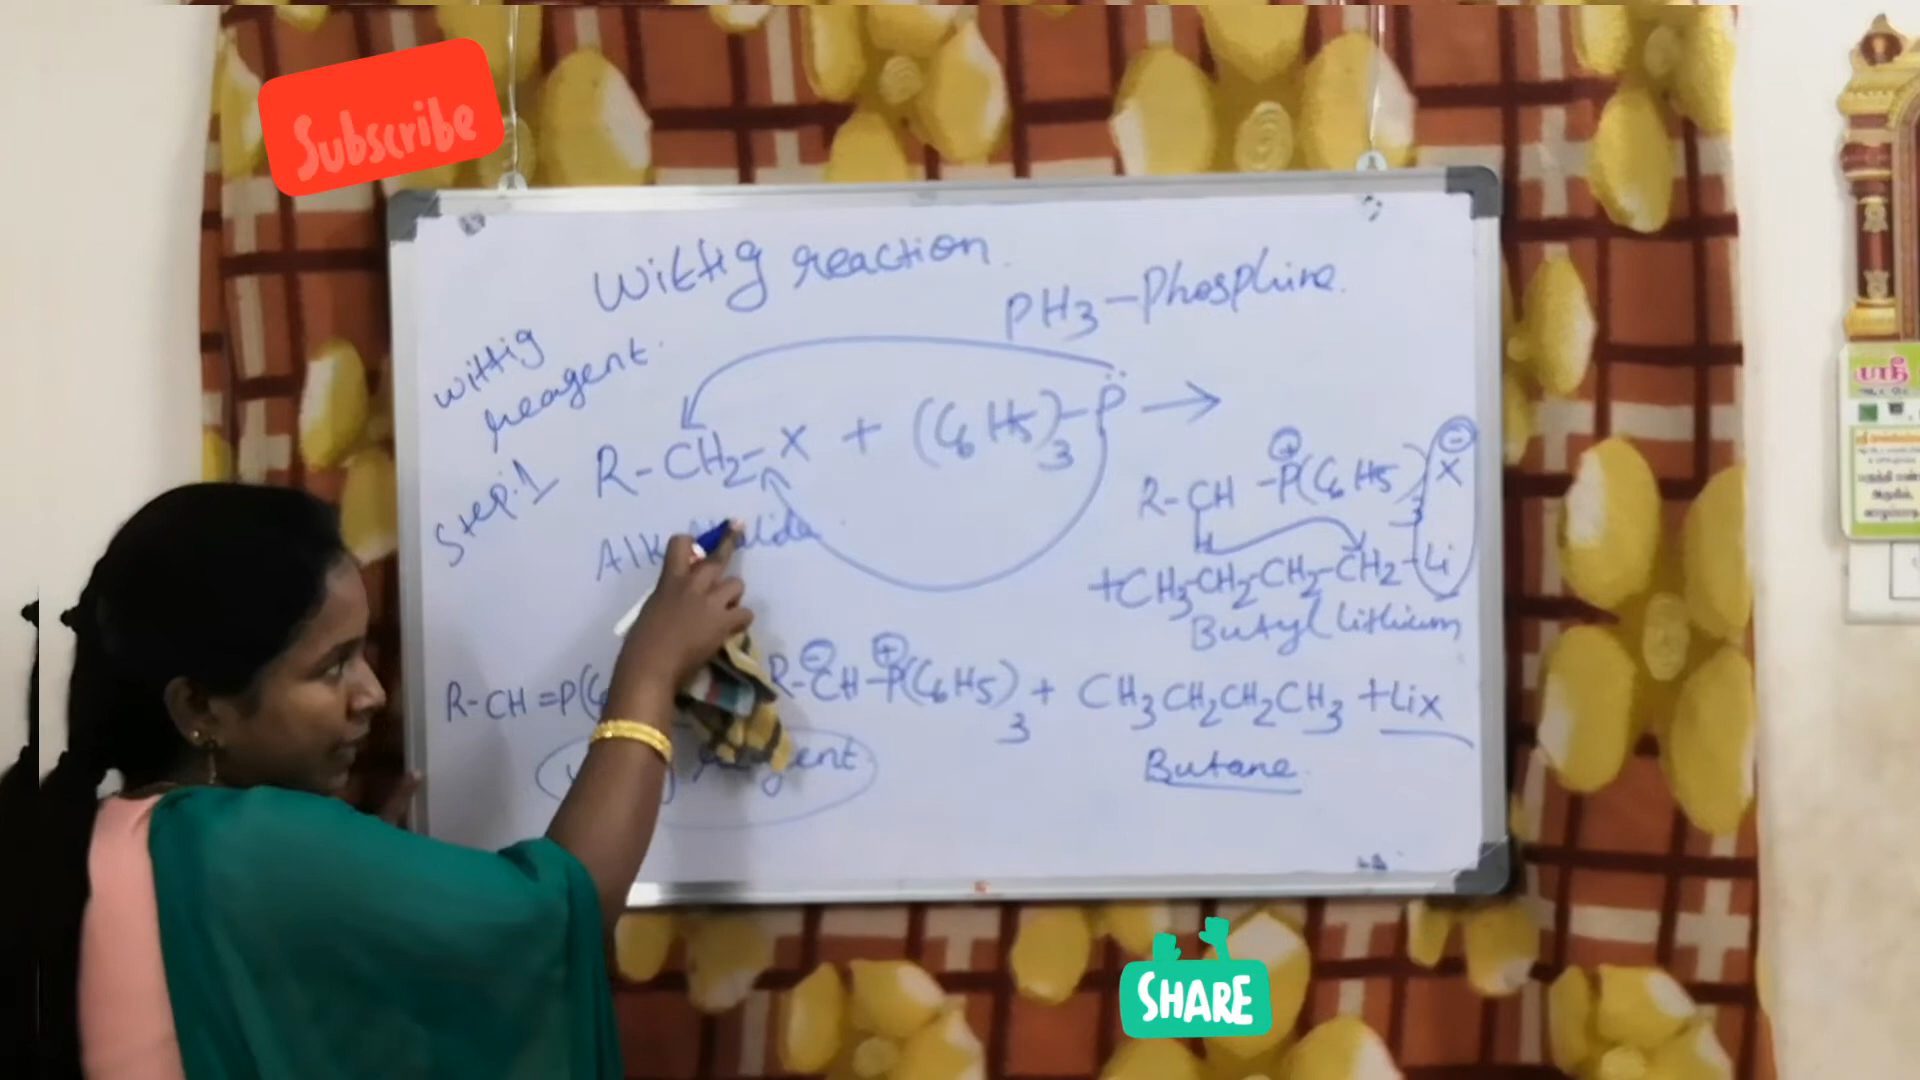 Subscribe
Wittig reaction
PH3-Phosphine
Wittig
reagent
Step:1
R-CH2-X + (C6H5)3-P̈ →
R-CH-P⊕(C6H5)3 X⊖
H
+CH3-CH2-CH2-CH2-Li
Butyl lithium
R-CH=P(C6
R-C⊖H-P⊕(C6H5)3 + CH3CH2CH2CH3 + Lix
Butane
SHARE
ஸ்ரீ